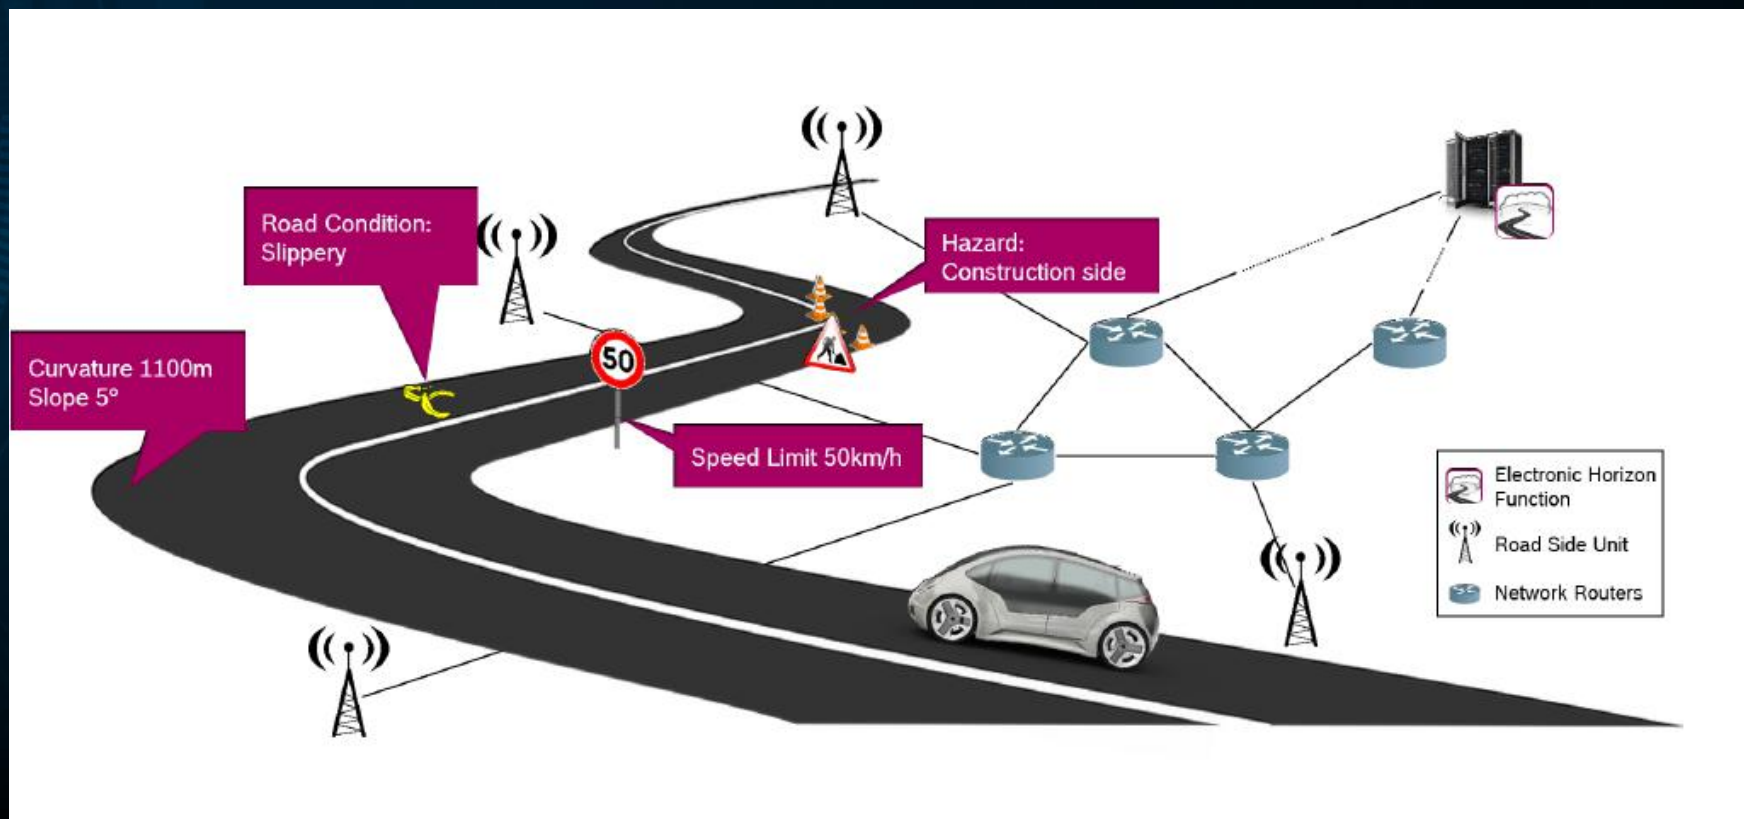 Road Condition:
Slippery
Hazard:
Construction side
Curvature 1100m
Slope 5°
50
Speed Limit 50km/h
Electronic Horizon
Function
Road Side Unit
Network Routers